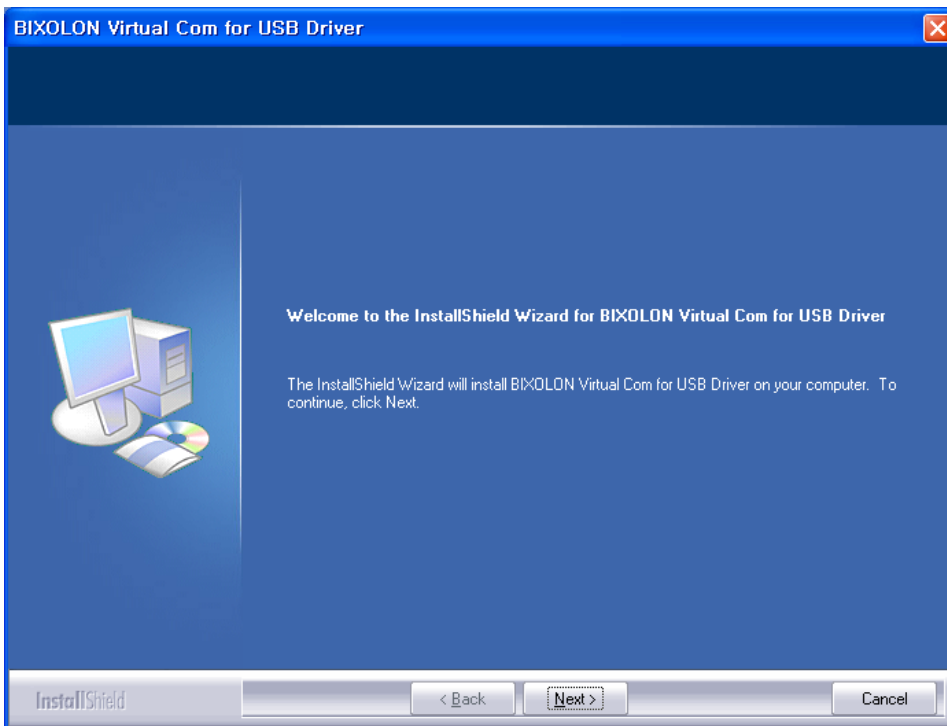 BIXOLON Virtual Com for USB Driver
Welcome to the InstallShield Wizard for BIXOLON Virtual Com for USB Driver
The InstallShield Wizard will install BIXOLON Virtual Com for USB Driver on your computer. To
continue, click Next.
InstallShield
< Back
Next >
Cancel